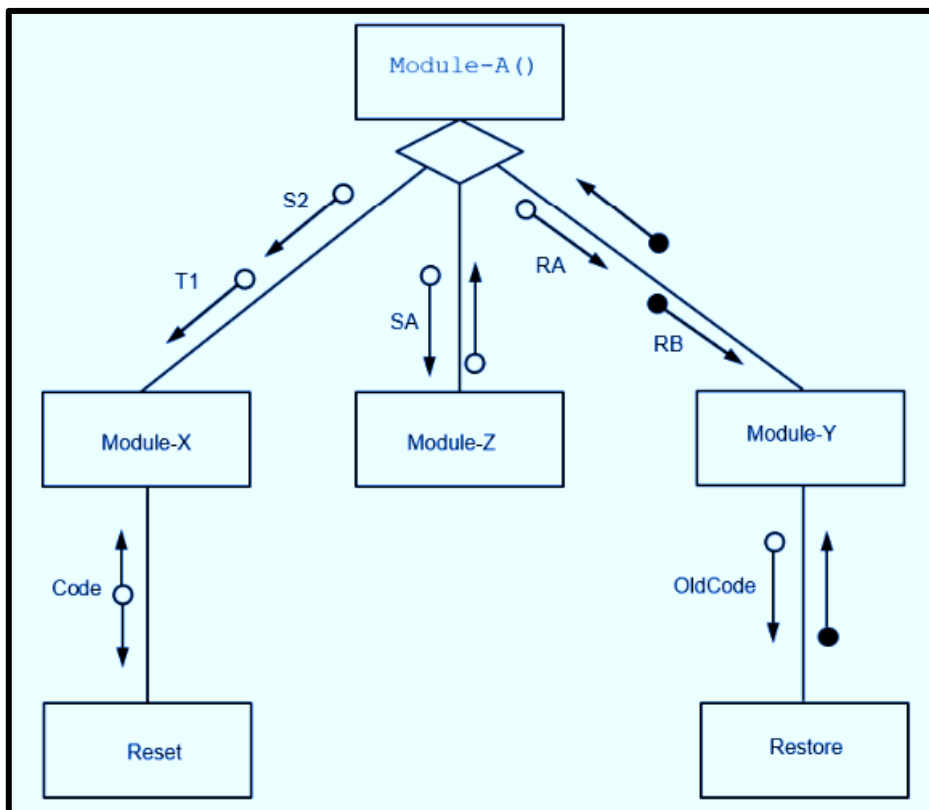 Module-A()
S2
T1
SA
RA
RB
Module-X
Module-Z
Module-Y
Code
OldCode
Reset
Restore